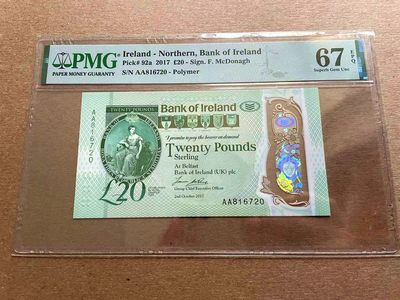 PMG
PAPER MONEY GUARANTY
Ireland - Northern, Bank of Ireland
Pick# 92a 2017 £20 - Sign. F. McDonagh
S/N AA816720 - Polymer
67 EPQ
Superb Gem Unc
TWENTY POUNDS
Bank of Ireland
I promise to pay the bearer on demand
Twenty Pounds
Sterling
At Belfast
Bank of Ireland (UK) plc
Group Chief Executive Officer
2nd October 2017
£20
AA816720
AA816720